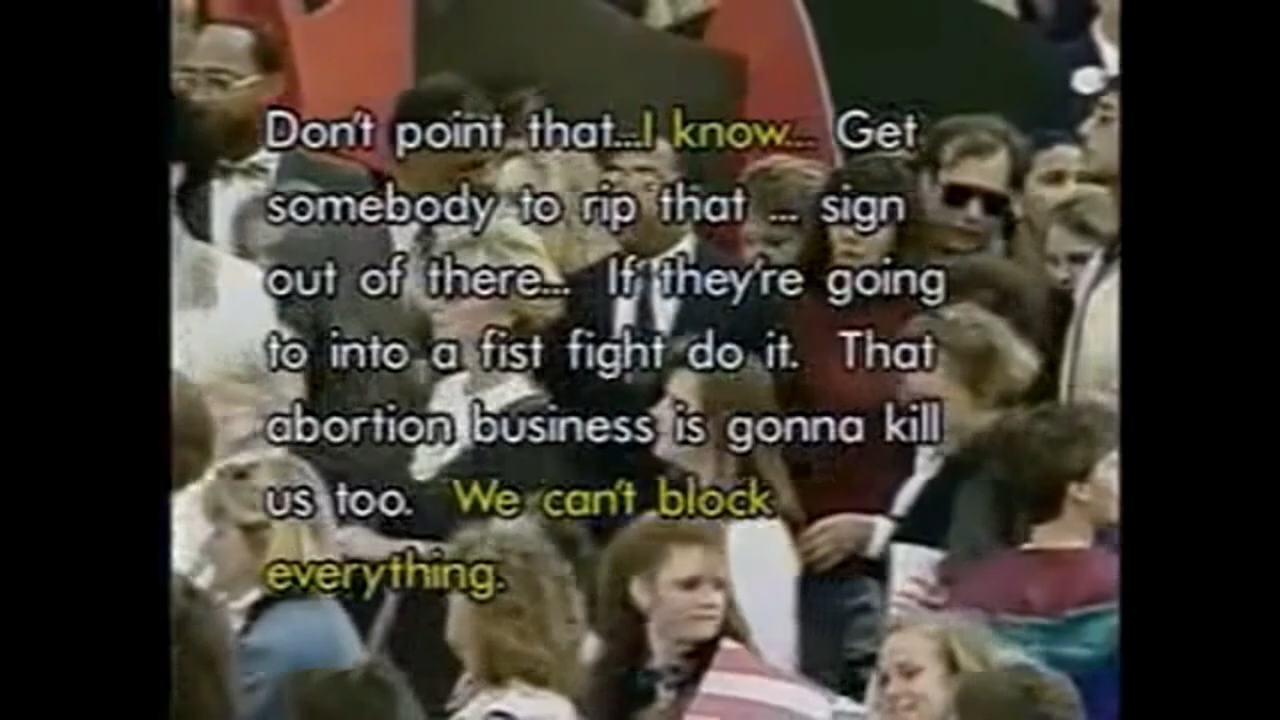 Don't point that...I know... Get
somebody to rip that ... sign
out of there... If they're going
to into a fist fight do it. That
abortion business is gonna kill
us too. We can't block
everything.